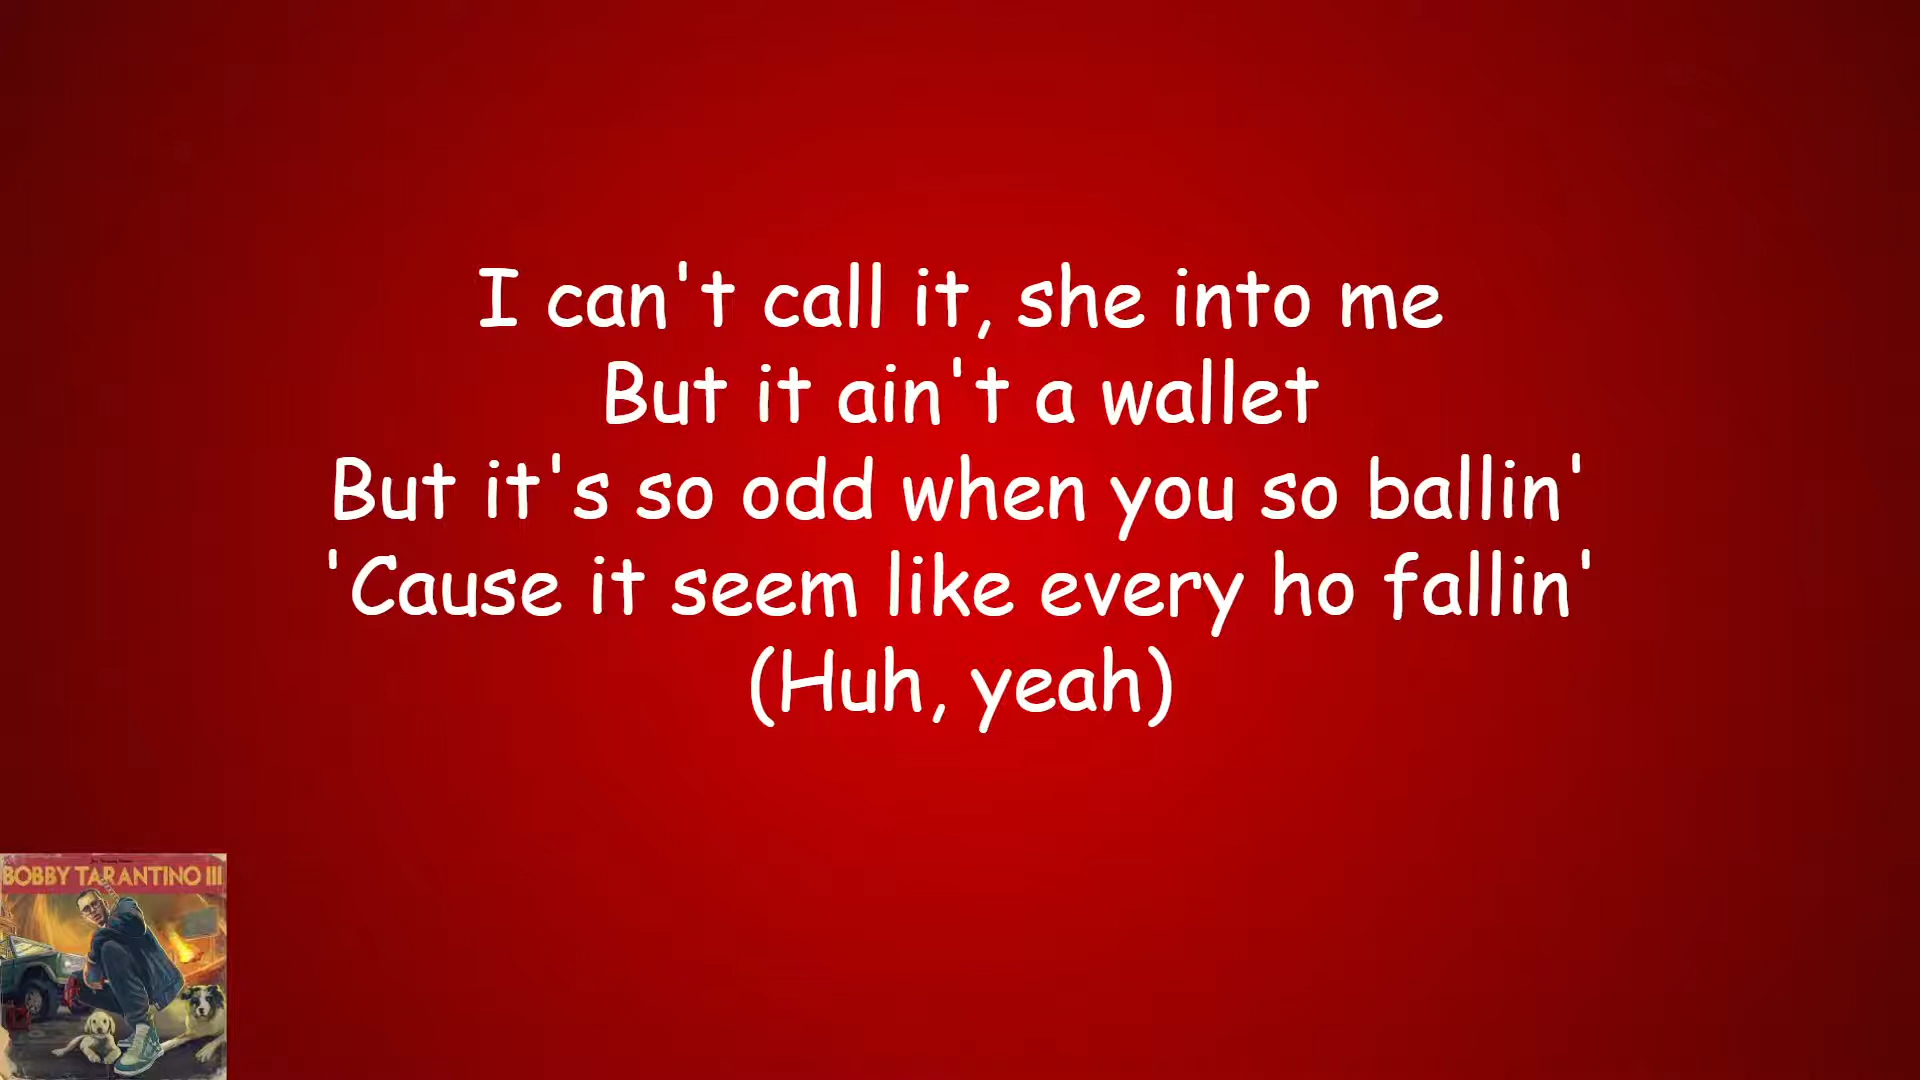 I can't call it, she into me
But it ain't a wallet
But it's so odd when you so ballin'
'Cause it seem like every ho fallin'
(Huh, yeah)
BOBBY TARANTINO III